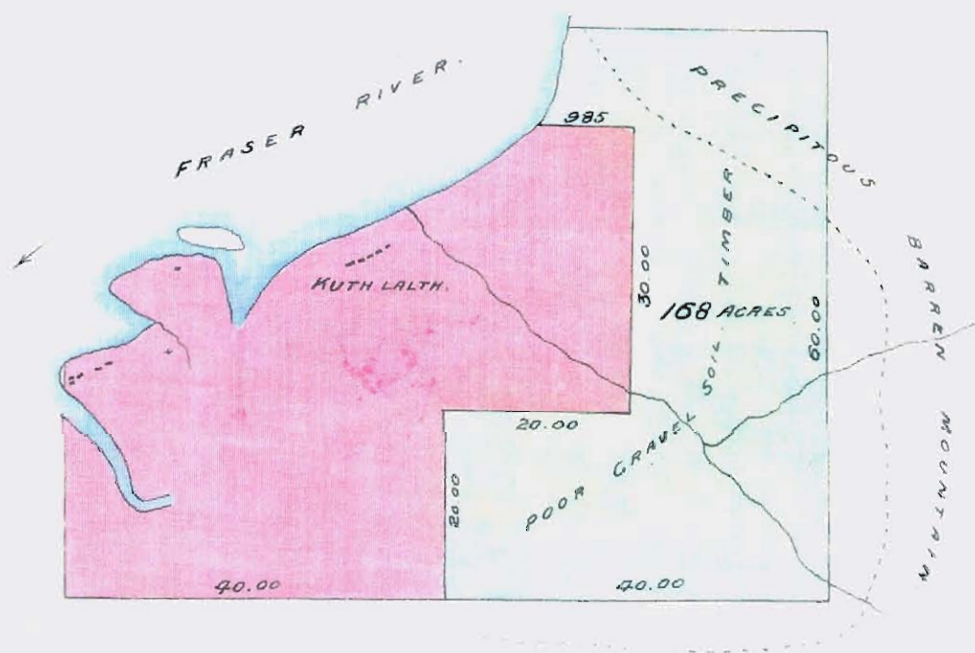 FRASER RIVER.
PRECIPITOUS
985
KUTH LALTH.
30.00
TIMBER
168 ACRES
60.00
BARREN MOUNTAIN
POOR GRAVEY SOIL
20.00
20.00
40.00
40.00